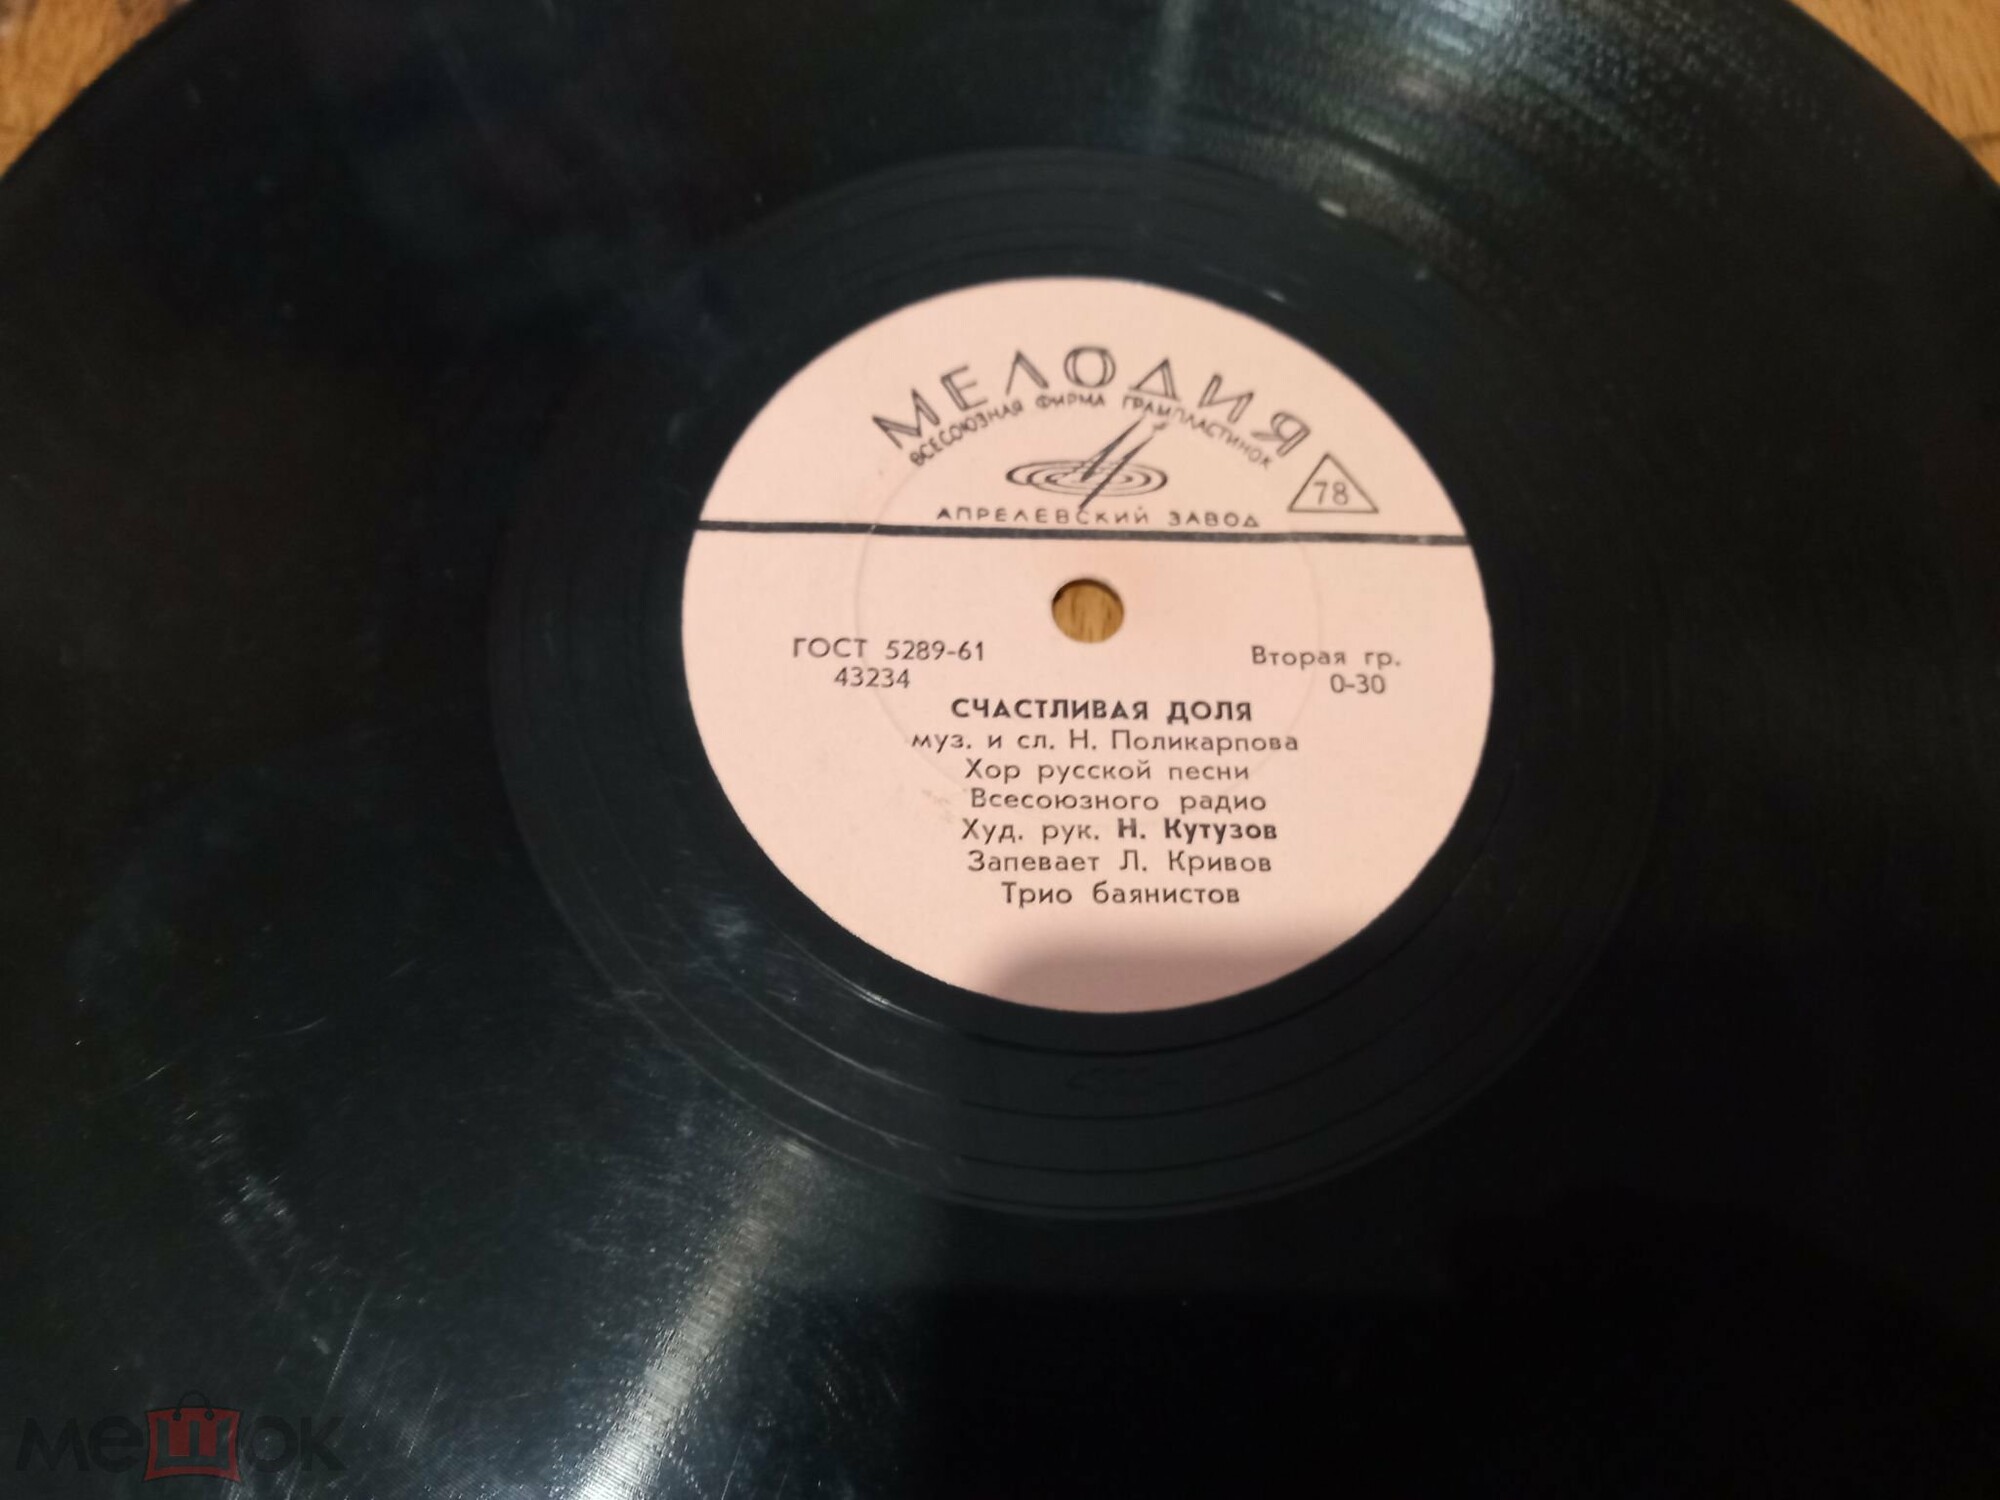 МЕЛОДИЯ
ВСЕСОЮЗНАЯ ФИРМА ГРАМПЛАСТИНОК
78
АПРЕЛЕВСКИЙ ЗАВОД
ГОСТ 5289-61
43234
Вторая гр.
0-30
СЧАСТЛИВАЯ ДОЛЯ
муз. и сл. Н. Поликарпова
Хор русской песни
Всесоюзного радио
Худ. рук. Н. Кутузов
Запевает Л. Кривов
Трио баянистов
мешок